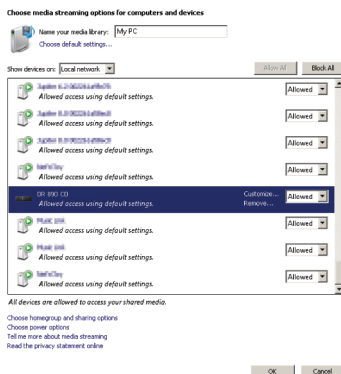 Choose media streaming options for computers and devices
Name your media library: My PC
Choose default settings...
Show devices on: Local network Allow All Block All
Allowed
Allowed access using default settings.
Allowed
Allowed access using default settings.
Allowed
Allowed access using default settings.
Allowed
Allowed access using default settings.
DR 890 CD Customize... Allowed
Allowed access using default settings. Remove...
Allowed
Allowed access using default settings.
Allowed
Allowed access using default settings.
Allowed
Allowed access using default settings.
All devices are allowed to access your shared media.
Choose homegroup and sharing options
Choose power options
Tell me more about media streaming
Read the privacy statement online
OK Cancel